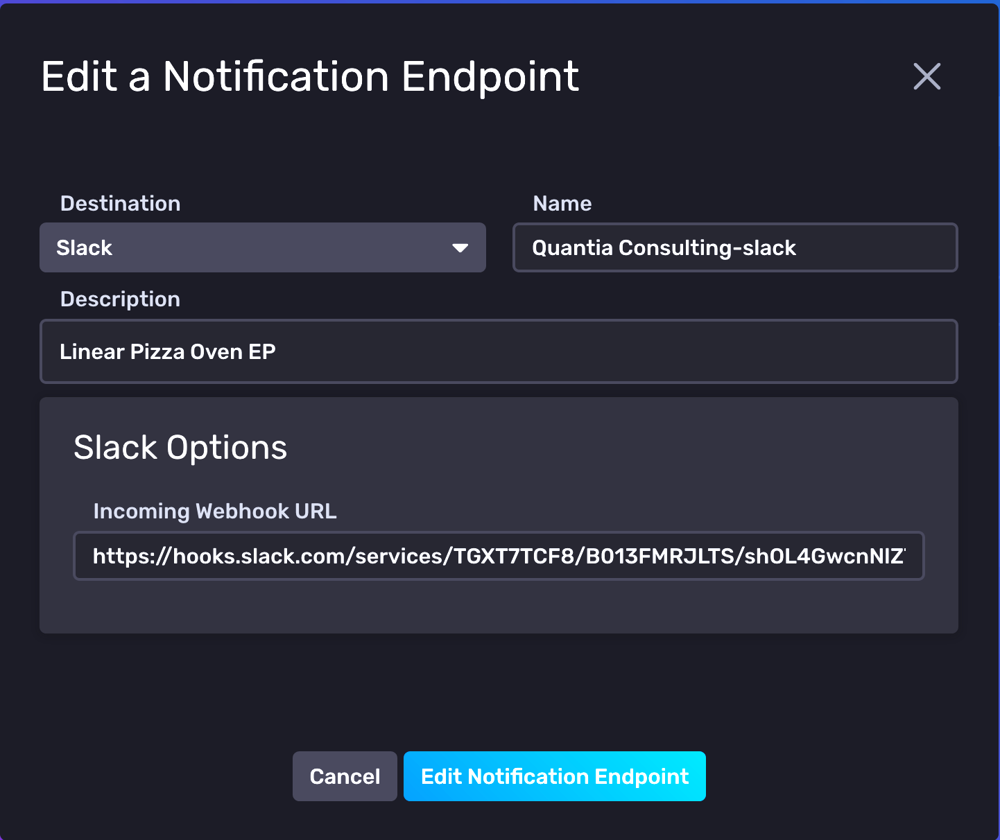 Edit a Notification Endpoint
Destination
Name
Slack
Quantia Consulting-slack
Description
Linear Pizza Oven EP
Slack Options
Incoming Webhook URL
https://hooks.slack.com/services/TGXT7TCF8/B013FMRJLTS/shOL4GwcnNIZ
Cancel
Edit Notification Endpoint